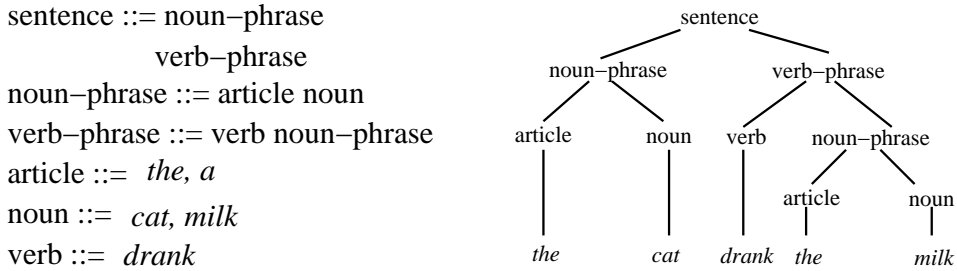 sentence ::= noun−phrase
verb−phrase
noun−phrase ::= article noun
verb−phrase ::= verb noun−phrase
article ::= the, a
noun ::= cat, milk
verb ::= drank
sentence
noun−phrase verb−phrase
article noun verb noun−phrase
article noun
the cat drank the milk